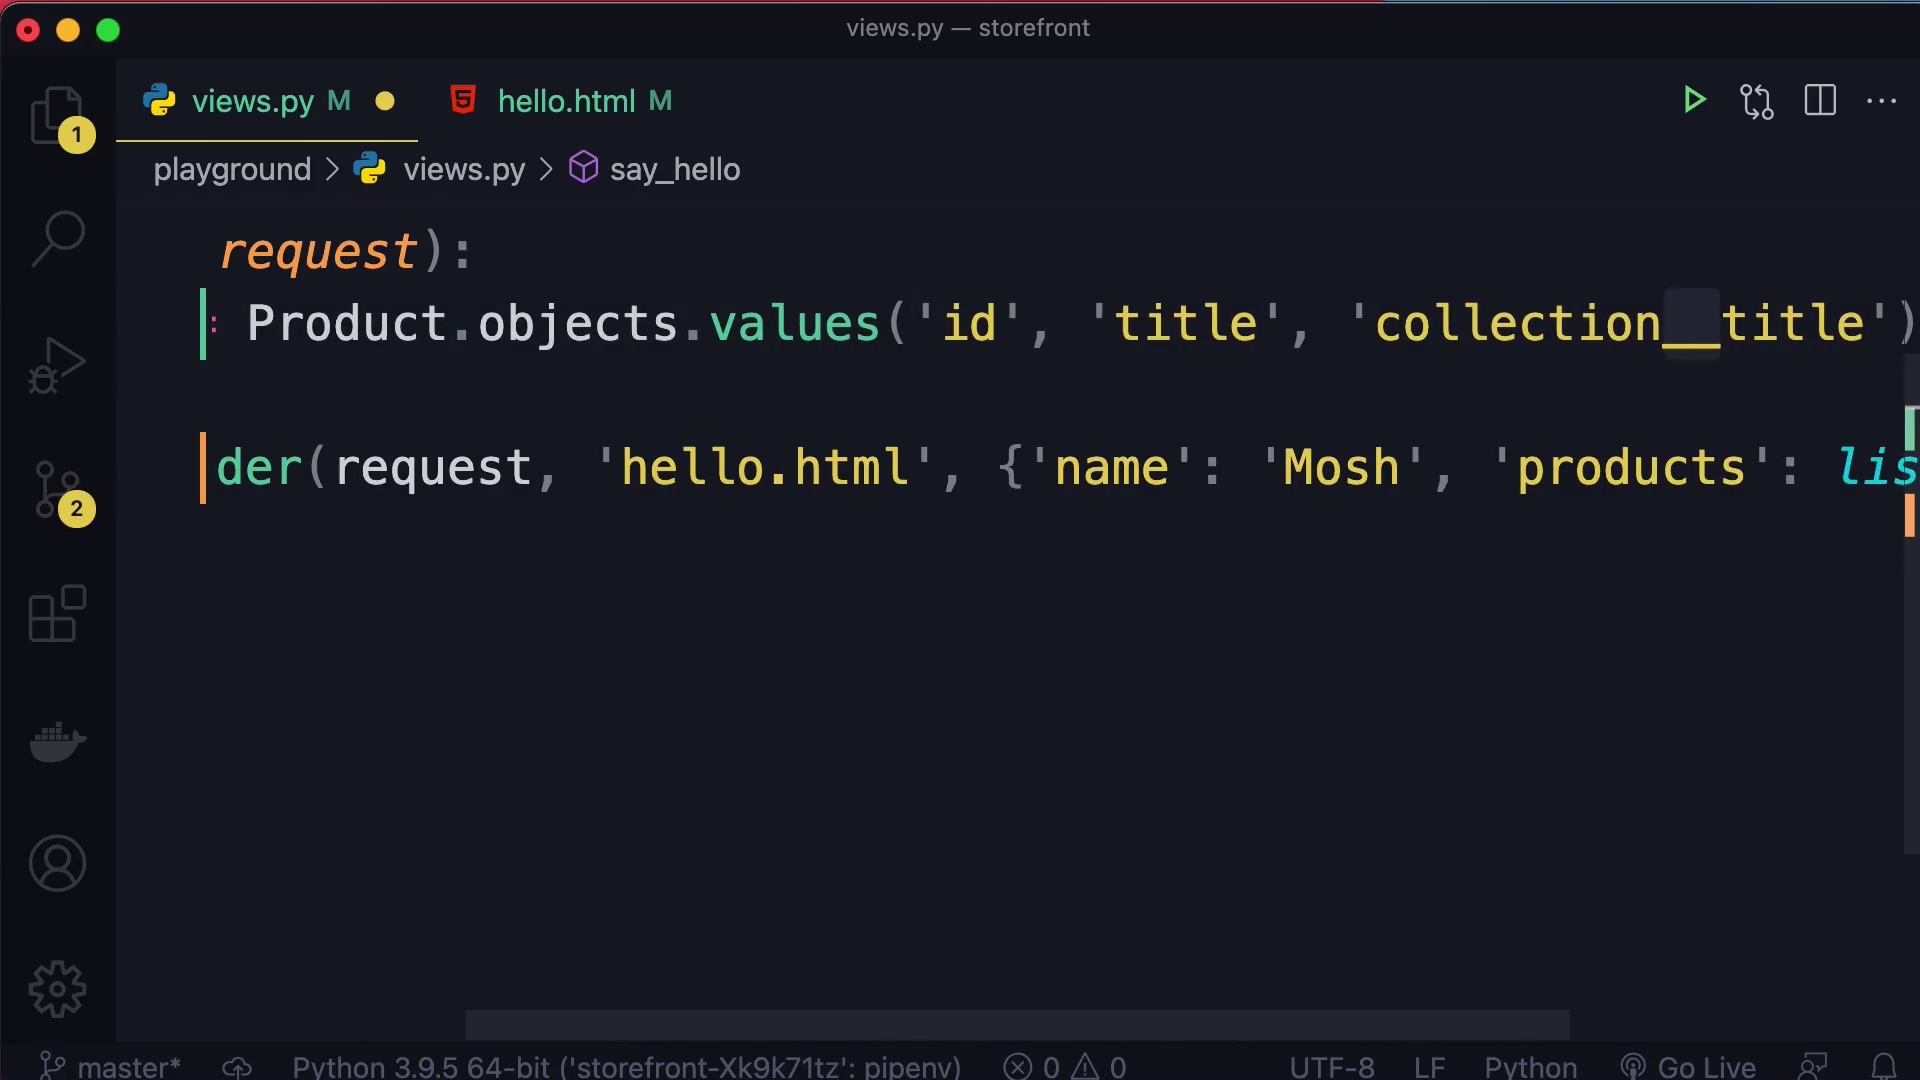 views.py — storefront
views.py M hello.html M
1
playground > views.py > say_hello
request):
: Product.objects.values('id', 'title', 'collection__title')
der(request, 'hello.html', {'name': 'Mosh', 'products': lis
2
master* Python 3.9.5 64-bit ('storefront-Xk9k71tz': pipenv) 0 0 UTF-8 LF Python Go Live